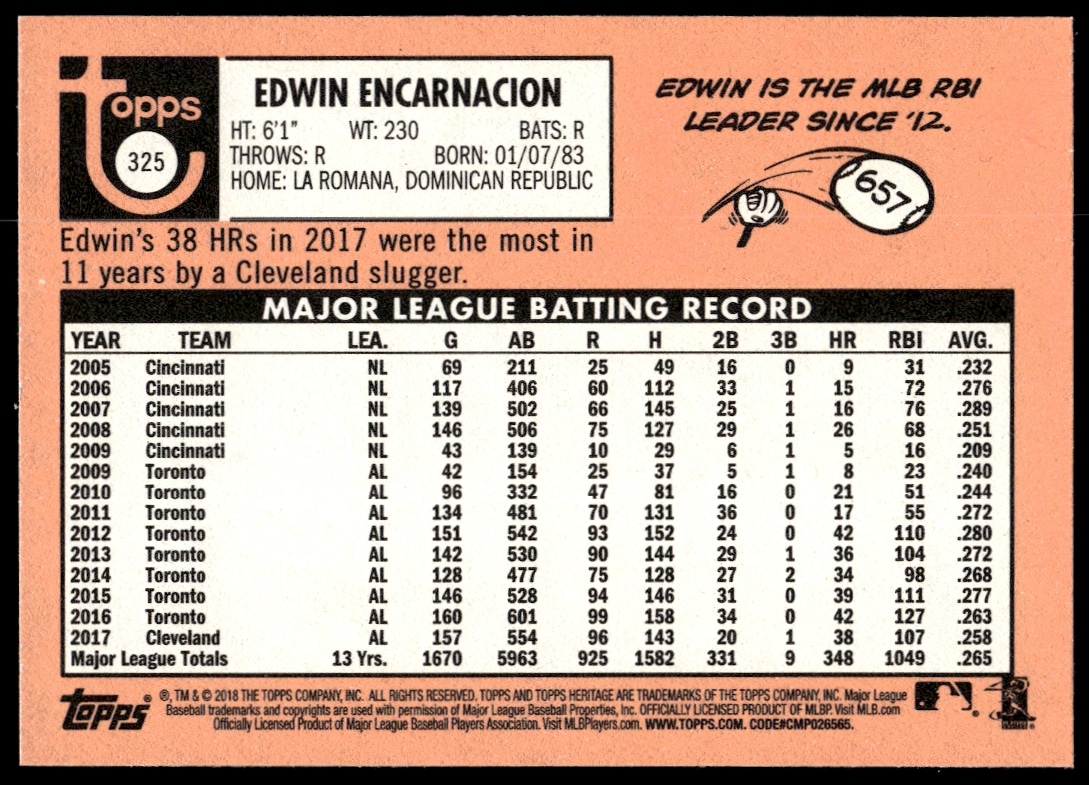 topps
325
EDWIN ENCARNACION
HT: 6'1" WT: 230 BATS: R
THROWS: R BORN: 01/07/83
HOME: LA ROMANA, DOMINICAN REPUBLIC
EDWIN IS THE MLB RBI
LEADER SINCE '12.
657
Edwin's 38 HRs in 2017 were the most in
11 years by a Cleveland slugger.
MAJOR LEAGUE BATTING RECORD
YEAR TEAM LEA. G AB R H 2B 3B HR RBI AVG.
2005 Cincinnati NL 69 211 25 49 16 0 9 31 .232
2006 Cincinnati NL 117 406 60 112 33 1 15 72 .276
2007 Cincinnati NL 139 502 66 145 25 1 16 76 .289
2008 Cincinnati NL 146 506 75 127 29 1 26 68 .251
2009 Cincinnati NL 43 139 10 29 6 1 5 16 .209
2009 Toronto AL 42 154 25 37 5 1 8 23 .240
2010 Toronto AL 96 332 47 81 16 0 21 51 .244
2011 Toronto AL 134 481 70 131 36 0 17 55 .272
2012 Toronto AL 151 542 93 152 24 0 42 110 .280
2013 Toronto AL 142 530 90 144 29 1 36 104 .272
2014 Toronto AL 128 477 75 128 27 2 34 98 .268
2015 Toronto AL 146 528 94 146 31 0 39 111 .277
2016 Toronto AL 160 601 99 158 34 0 42 127 .263
2017 Cleveland AL 157 554 96 143 20 1 38 107 .258
Major League Totals 13 Yrs. 1670 5963 925 1582 331 9 348 1049 .265
Topps ® ®, TM & © 2018 THE TOPPS COMPANY, INC. ALL RIGHTS RESERVED. TOPPS AND TOPPS HERITAGE ARE TRADEMARKS OF THE TOPPS COMPANY, INC. Major League
Baseball trademarks and copyrights are used with permission of Major League Baseball Properties, Inc. OFFICIALLY LICENSED PRODUCT OF MLBP. Visit MLB.com
Officially Licensed Product of Major League Baseball Players Association. Visit MLBPlayers.com. WWW.TOPPS.COM. CODE#CMP026565.